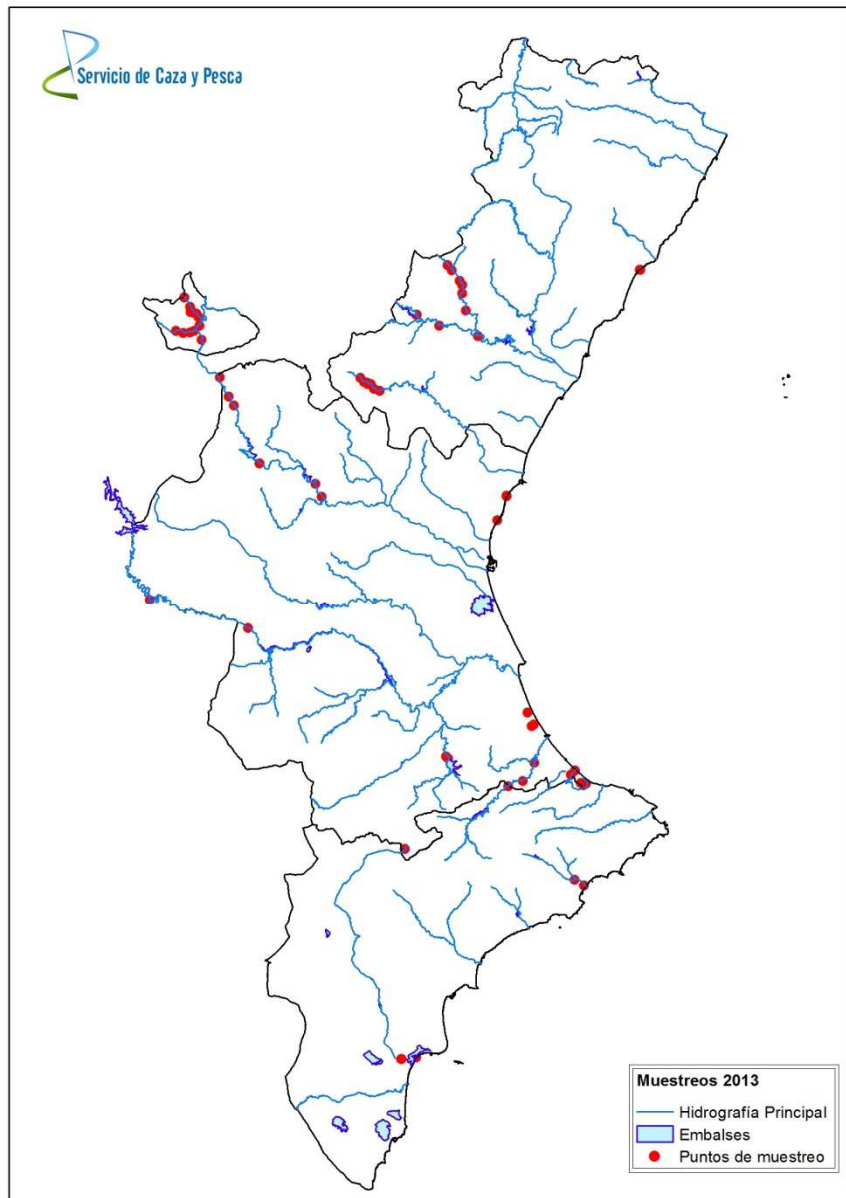 Servicio de Caza y Pesca
Muestreos 2013
Hidrografía Principal
Embalses
Puntos de muestreo